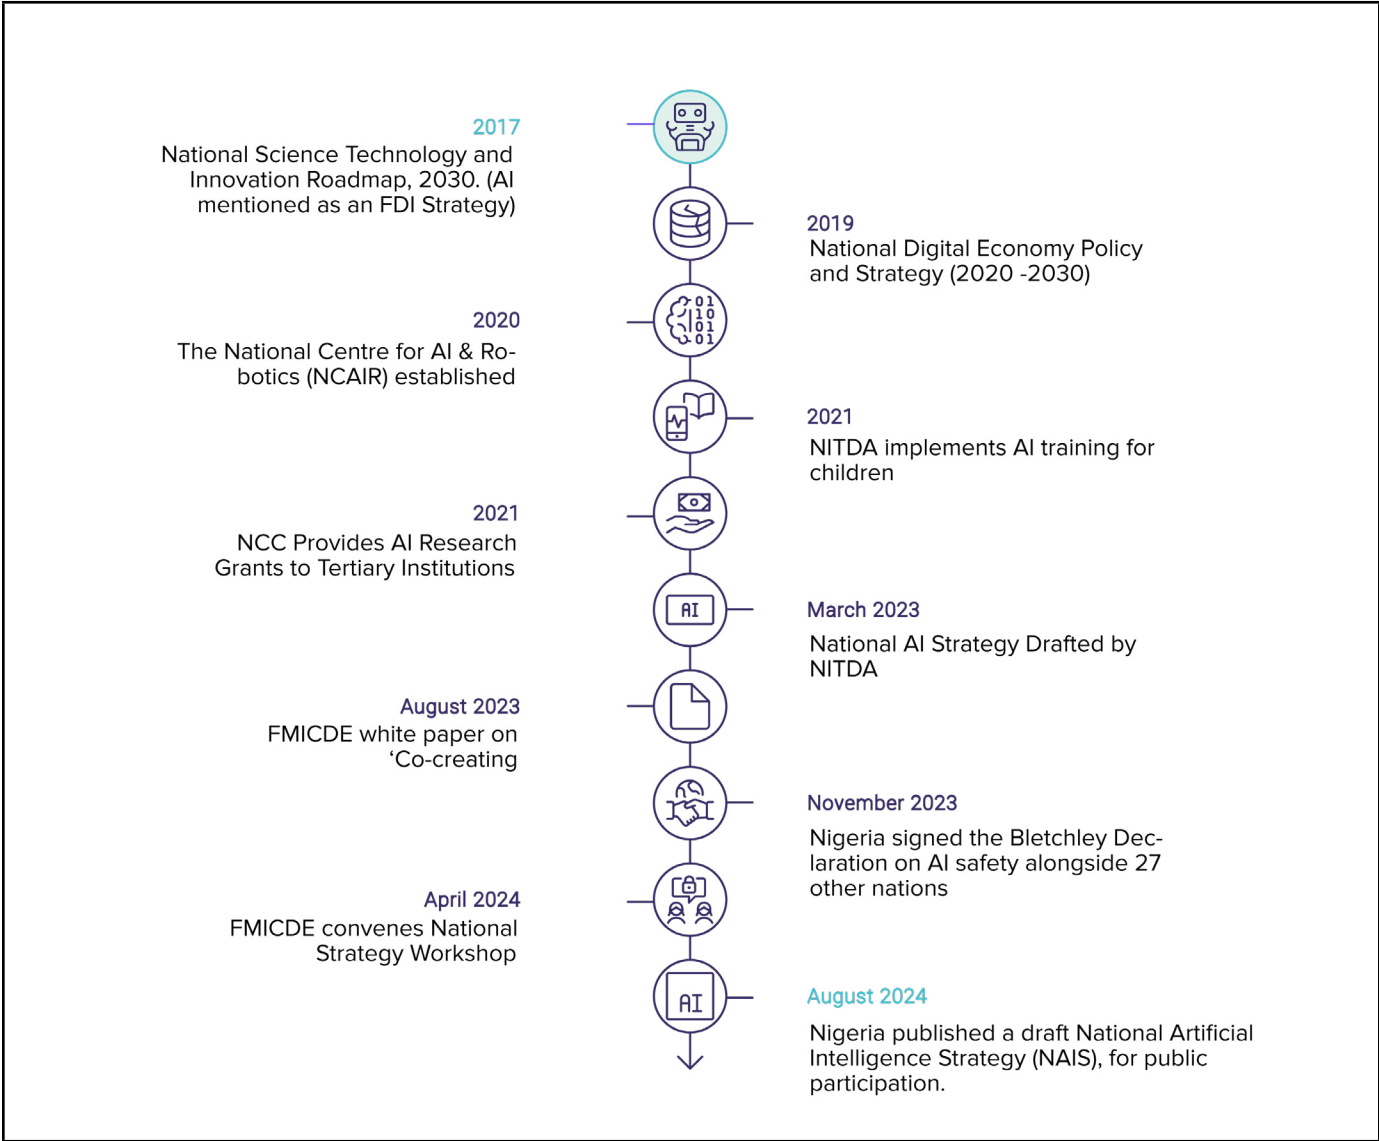 2017
National Science Technology and
Innovation Roadmap, 2030. (AI
mentioned as an FDI Strategy)
2019
National Digital Economy Policy
and Strategy (2020 -2030)
01
10
01
01
2020
The National Centre for AI & Ro-
botics (NCAIR) established
2021
NITDA implements AI training for
children
2021
NCC Provides AI Research
Grants to Tertiary Institutions
AI
March 2023
National AI Strategy Drafted by
NITDA
August 2023
FMICDE white paper on
‘Co-creating
November 2023
Nigeria signed the Bletchley Dec-
laration on AI safety alongside 27
other nations
April 2024
FMICDE convenes National
Strategy Workshop
AI
August 2024
Nigeria published a draft National Artificial
Intelligence Strategy (NAIS), for public
participation.